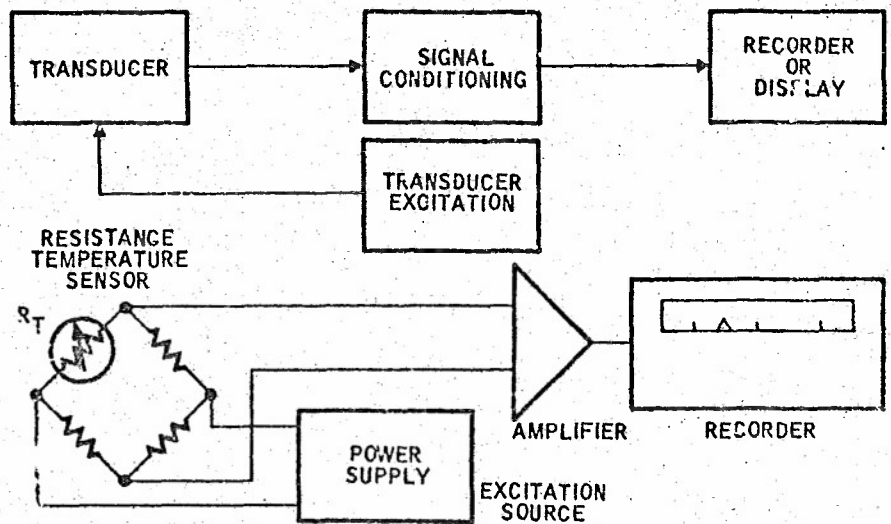 TRANSDUCER
SIGNAL
CONDITIONING
RECORDER
OR
DISPLAY
TRANSDUCER
EXCITATION
RESISTANCE
TEMPERATURE
SENSOR
RT
POWER
SUPPLY
AMPLIFIER
RECORDER
EXCITATION
SOURCE